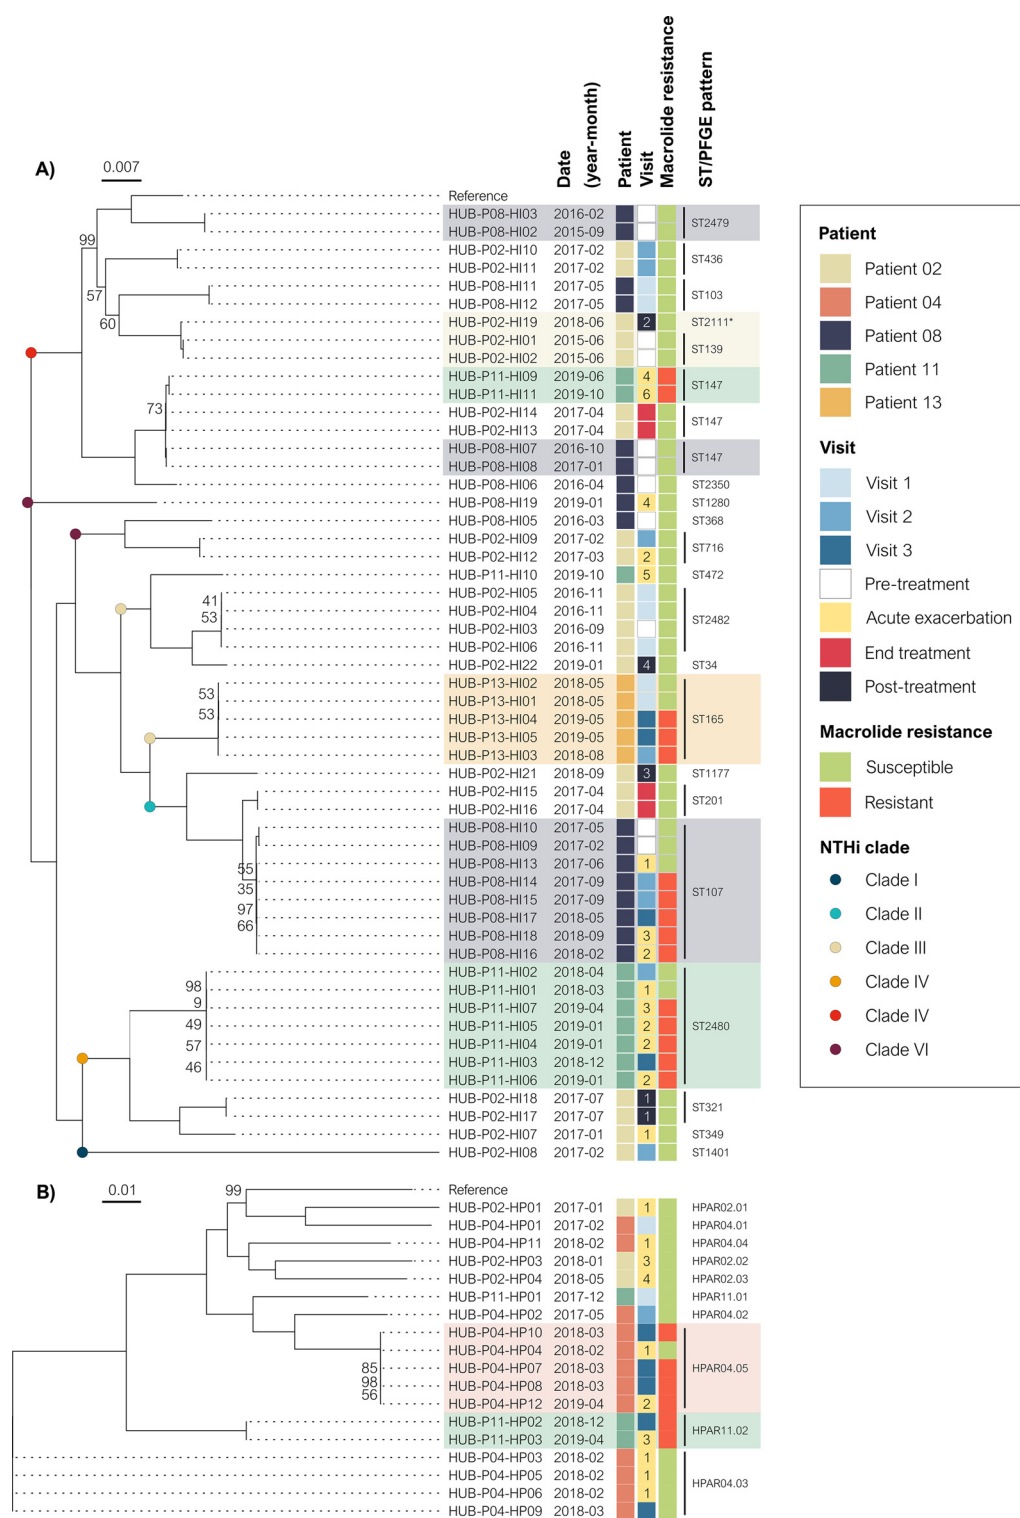 Date (year-month) Patient Visit Macrolide resistance ST/PFGE pattern
A) 0.007
Reference
HUB-P08-HI03 2016-02
HUB-P08-HI02 2015-09 ST2479
99
HUB-P02-HI10 2017-02
HUB-P02-HI11 2017-02 ST436
57
HUB-P08-HI11 2017-05
HUB-P08-HI12 2017-05 ST103
60
HUB-P02-HI19 2018-06 2 ST2111*
HUB-P02-HI01 2015-06
HUB-P02-HI02 2015-06 ST139
HUB-P11-HI09 2019-06 4
HUB-P11-HI11 2019-10 6 ST147
73
HUB-P02-HI14 2017-04
HUB-P02-HI13 2017-04 ST147
HUB-P08-HI07 2016-10
HUB-P08-HI08 2017-01 ST147
HUB-P08-HI06 2016-04 ST2350
HUB-P08-HI19 2019-01 4 ST1280
HUB-P08-HI05 2016-03 ST368
HUB-P02-HI09 2017-02
HUB-P02-HI12 2017-03 2 ST716
HUB-P11-HI10 2019-10 5 ST472
41 HUB-P02-HI05 2016-11
53 HUB-P02-HI04 2016-11
HUB-P02-HI03 2016-09 ST2482
HUB-P02-HI06 2016-11
HUB-P02-HI22 2019-01 4 ST34
53 HUB-P13-HI02 2018-05
53 HUB-P13-HI01 2018-05
HUB-P13-HI04 2019-05 ST165
HUB-P13-HI05 2019-05
HUB-P13-HI03 2018-08
HUB-P02-HI21 2018-09 3 ST1177
HUB-P02-HI15 2017-04
HUB-P02-HI16 2017-04 ST201
HUB-P08-HI10 2017-05
HUB-P08-HI09 2017-02
55 HUB-P08-HI13 2017-06 1
35 HUB-P08-HI14 2017-09
97 HUB-P08-HI15 2017-09 ST107
66 HUB-P08-HI17 2018-05
HUB-P08-HI18 2018-09 3
HUB-P08-HI16 2018-02 2
HUB-P11-HI02 2018-04
98 HUB-P11-HI01 2018-03 1
9 HUB-P11-HI07 2019-04 3
49 HUB-P11-HI05 2019-01 2 ST2480
57 HUB-P11-HI04 2019-01 2
46 HUB-P11-HI03 2018-12
HUB-P11-HI06 2019-01 2
HUB-P02-HI18 2017-07 1
HUB-P02-HI17 2017-07 1 ST321
HUB-P02-HI07 2017-01 1 ST349
HUB-P02-HI08 2017-02 ST1401
B) 0.01
99 Reference
HUB-P02-HP01 2017-01 1 HPAR02.01
HUB-P04-HP01 2017-02 HPAR04.01
HUB-P04-HP11 2018-02 1 HPAR04.04
HUB-P02-HP03 2018-01 3 HPAR02.02
HUB-P02-HP04 2018-05 4 HPAR02.03
HUB-P11-HP01 2017-12 HPAR11.01
HUB-P04-HP02 2017-05 HPAR04.02
HUB-P04-HP10 2018-03
HUB-P04-HP04 2018-02 1
85 HUB-P04-HP07 2018-03 HPAR04.05
98 HUB-P04-HP08 2018-03
56 HUB-P04-HP12 2019-04 2
HUB-P11-HP02 2018-12
HUB-P11-HP03 2019-04 3 HPAR11.02
HUB-P04-HP03 2018-02 1
HUB-P04-HP05 2018-02 1
HUB-P04-HP06 2018-02 1 HPAR04.03
HUB-P04-HP09 2018-03
Patient
Patient 02
Patient 04
Patient 08
Patient 11
Patient 13
Visit
Visit 1
Visit 2
Visit 3
Pre-treatment
Acute exacerbation
End treatment
Post-treatment
Macrolide resistance
Susceptible
Resistant
NTHi clade
Clade I
Clade II
Clade III
Clade IV
Clade IV
Clade VI